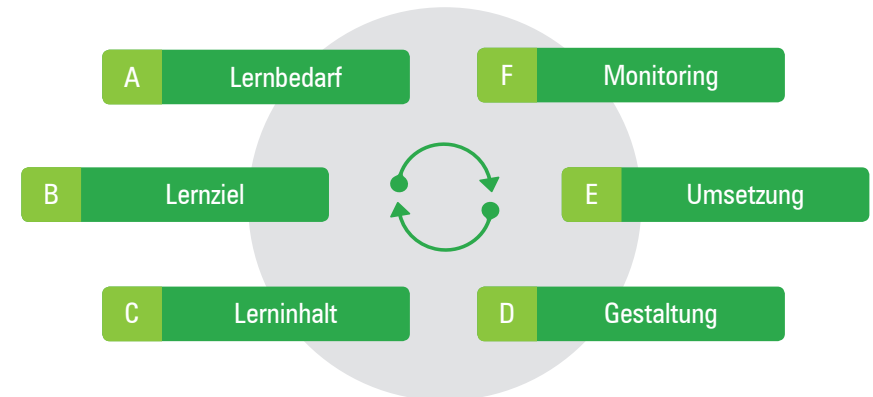 A Lernbedarf
B Lernziel
C Lerninhalt
D Gestaltung
E Umsetzung
F Monitoring